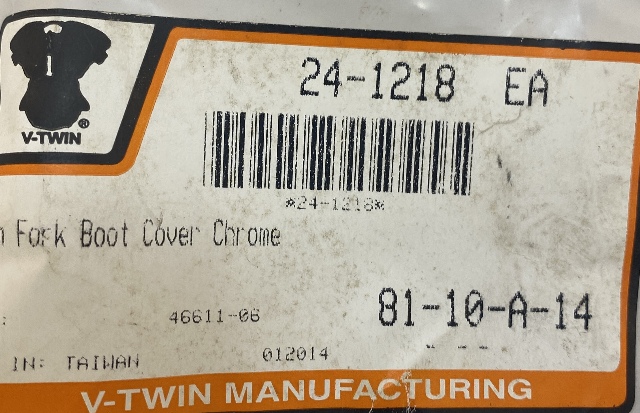 24-1218 EA
V-TWIN®
*24-1218*
Fork Boot Cover Chrome
46611-06
81-10-A-14
IN: TAIWAN
012014
V-TWIN MANUFACTURING